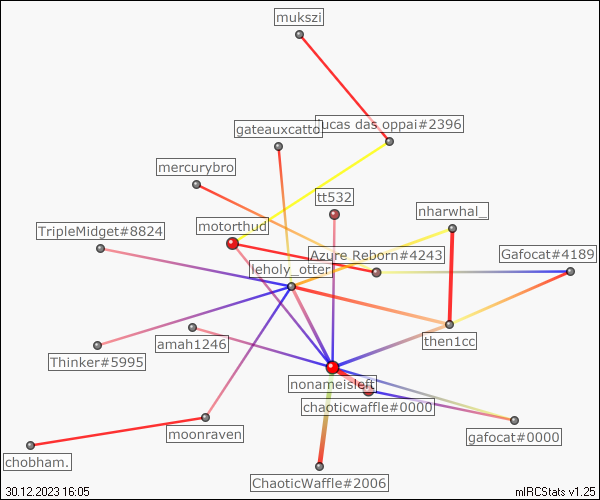 mukszi
lucas das oppai#2396
gateauxcatto
mercurybro
tt532
nharwhal_
motorthud
TripleMidget#8824
Azure Reborn#4243
Gafocat#4189
leholy_otter
then1cc
amah1246
Thinker#5995
nonameisleft
chaoticwaffle#0000
moonraven
gafocat#0000
chobham.
ChaoticWaffle#2006
30.12.2023 16:05
mIRCStats v1.25